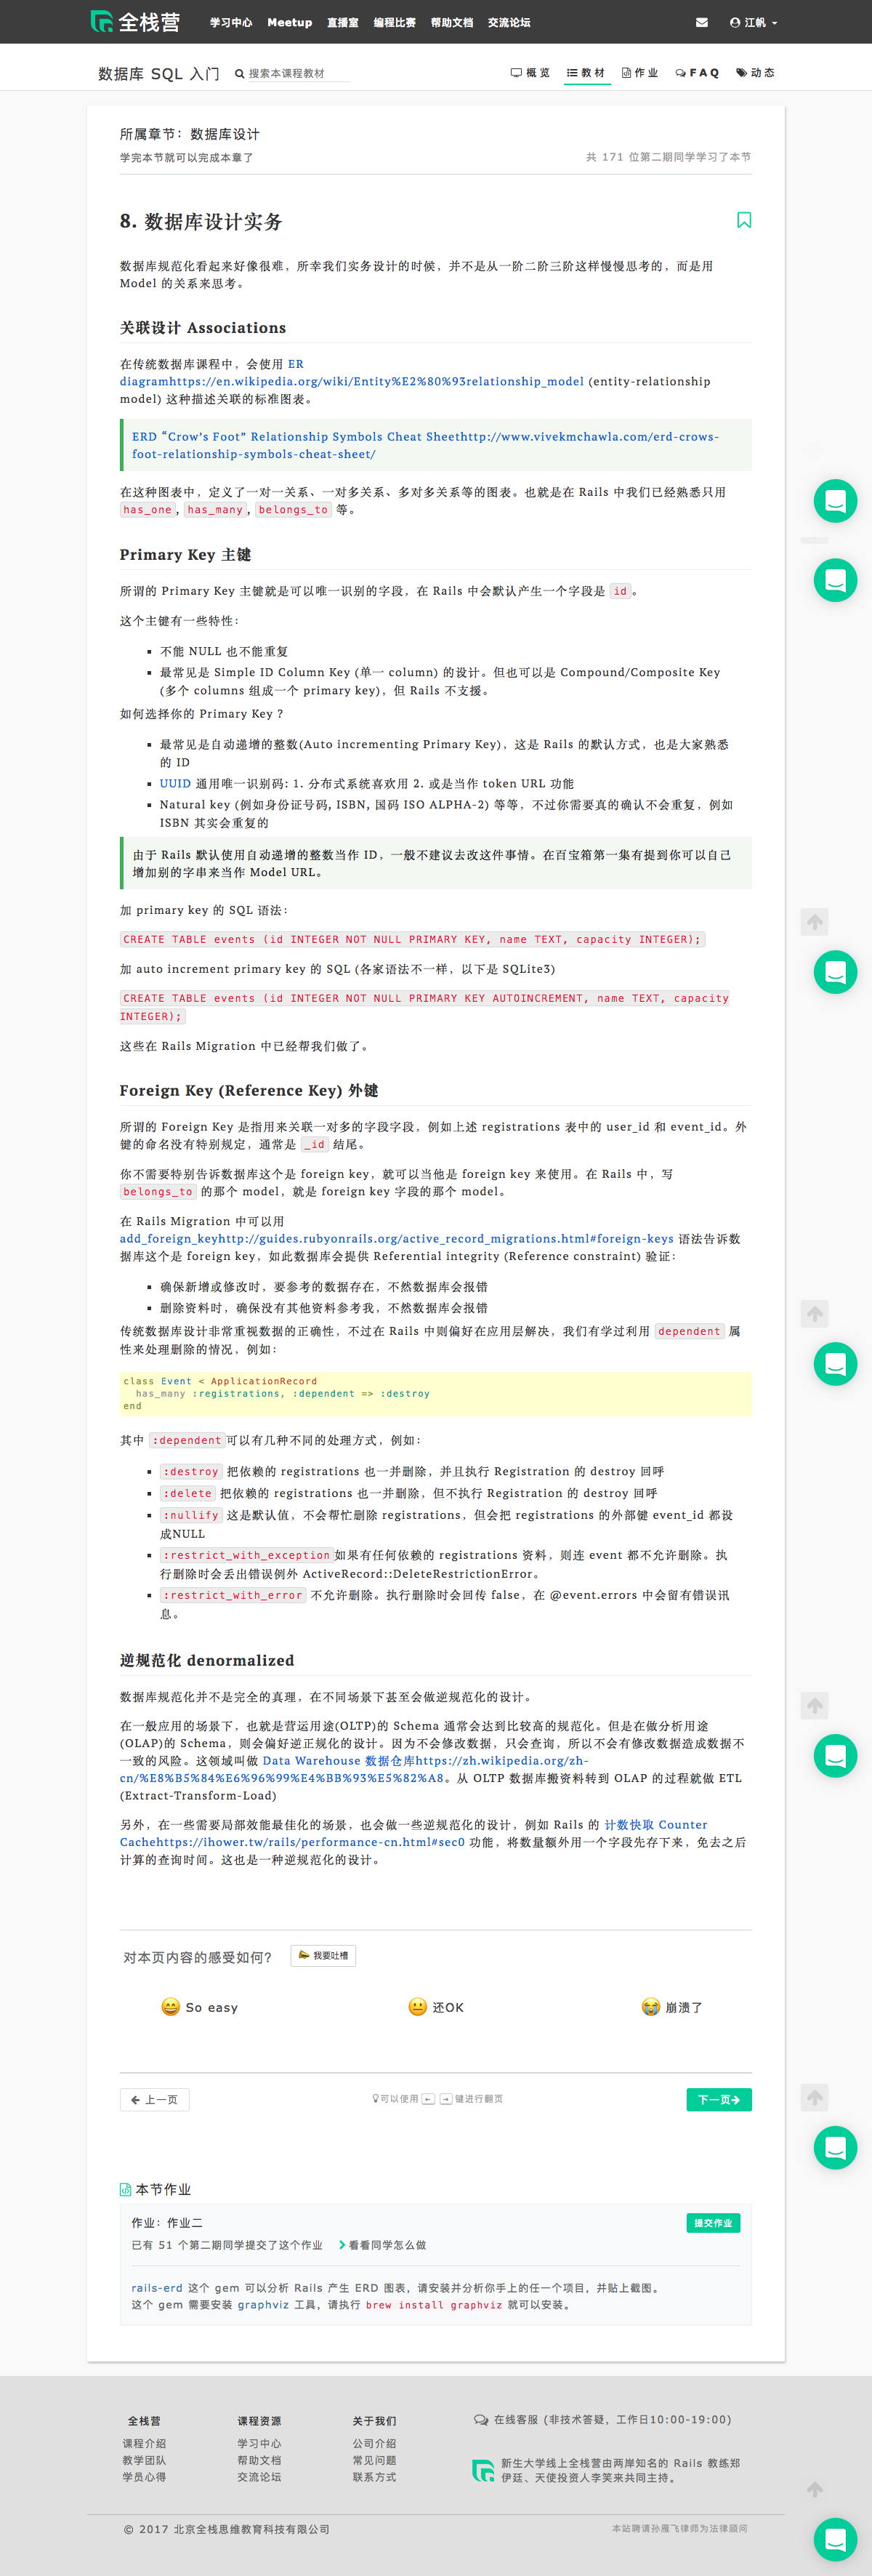 全栈营 学习中心 Meetup 直播室 编程比赛 帮助文档 交流论坛 江帆
数据库 SQL 入门 搜索本课程教材 概览 教材 作业 FAQ 动态
所属章节：数据库设计
学完本节就可以完成本章了 共 171 位第二期同学学习了本节
8. 数据库设计实务
数据库规范化看起来好像很难，所幸我们实务设计的时候，并不是从一阶二阶三阶这样慢慢思考的，而是用
Model 的关系来思考。
关联设计 Associations
在传统数据库课程中，会使用 ER
diagramhttps://en.wikipedia.org/wiki/Entity%E2%80%93relationship_model (entity-relationship
model) 这种描述关联的标准图表。
ERD “Crow’s Foot” Relationship Symbols Cheat Sheethttp://www.vivekmchawla.com/erd-crows-
foot-relationship-symbols-cheat-sheet/
在这种图表中，定义了一对一关系、一对多关系、多对多关系等的图表。也就是在 Rails 中我们已经熟悉只用
has_one, has_many, belongs_to 等。
Primary Key 主键
所谓的 Primary Key 主键就是可以唯一识别的字段，在 Rails 中会默认产生一个字段是 id。
这个主键有一些特性：
不能 NULL 也不能重复
最常见是 Simple ID Column Key (单一 column) 的设计。但也可以是 Compound/Composite Key
(多个 columns 组成一个 primary key)，但 Rails 不支援。
如何选择你的 Primary Key ?
最常见是自动递增的整数(Auto incrementing Primary Key)，这是 Rails 的默认方式，也是大家熟悉
的 ID
UUID 通用唯一识别码: 1. 分布式系统喜欢用 2. 或是当作 token URL 功能
Natural key (例如身份证号码, ISBN, 国码 ISO ALPHA-2) 等等，不过你需要真的确认不会重复，例如
ISBN 其实会重复的
由于 Rails 默认使用自动递增的整数当作 ID，一般不建议去改这件事情。在百宝箱第一集有提到你可以自己
增加别的字串来当作 Model URL。
加 primary key 的 SQL 语法：
CREATE TABLE events (id INTEGER NOT NULL PRIMARY KEY, name TEXT, capacity INTEGER);
加 auto increment primary key 的 SQL (各家语法不一样，以下是 SQLite3)
CREATE TABLE events (id INTEGER NOT NULL PRIMARY KEY AUTOINCREMENT, name TEXT, capacity
INTEGER);
这些在 Rails Migration 中已经帮我们做了。
Foreign Key (Reference Key) 外键
所谓的 Foreign Key 是指用来关联一对多的字段字段，例如上述 registrations 表中的 user_id 和 event_id。外
键的命名没有特别规定，通常是 _id 结尾。
你不需要特别告诉数据库这个是 foreign key，就可以当他是 foreign key 来使用。在 Rails 中，写
belongs_to 的那个 model，就是 foreign key 字段的那个 model。
在 Rails Migration 中可以用
add_foreign_keyhttp://guides.rubyonrails.org/active_record_migrations.html#foreign-keys 语法告诉数
据库这个是 foreign key，如此数据库会提供 Referential integrity (Reference constraint) 验证：
确保新增或修改时，要参考的数据存在，不然数据库会报错
删除资料时，确保没有其他资料参考我，不然数据库会报错
传统数据库设计非常重视数据的正确性，不过在 Rails 中则偏好在应用层解决，我们有学过利用 dependent 属
性来处理删除的情况，例如：
class Event < ApplicationRecord
has_many :registrations, :dependent => :destroy
end
其中 :dependent可以有几种不同的处理方式，例如：
:destroy 把依赖的 registrations 也一并删除，并且执行 Registration 的 destroy 回呼
:delete 把依赖的 registrations 也一并删除，但不执行 Registration 的 destroy 回呼
:nullify 这是默认值，不会帮忙删除 registrations，但会把 registrations 的外部键 event_id 都设
成NULL
:restrict_with_exception如果有任何依赖的 registrations 资料，则连 event 都不允许删除。执
行删除时会丢出错误例外 ActiveRecord::DeleteRestrictionError。
:restrict_with_error 不允许删除。执行删除时会回传 false，在 @event.errors 中会留有错误讯
息。
逆规范化 denormalized
数据库规范化并不是完全的真理，在不同场景下甚至会做逆规范化的设计。
在一般应用的场景下，也就是营运用途(OLTP)的 Schema 通常会达到比较高的规范化。但是在做分析用途
(OLAP)的 Schema，则会偏好逆正规化的设计。因为不会修改数据，只会查询，所以不会有修改数据造成数据不
一致的风险。这领域叫做 Data Warehouse 数据仓库https://zh.wikipedia.org/zh-
cn/%E8%B5%84%E6%96%99%E4%BB%93%E5%82%A8。从 OLTP 数据库搬资料转到 OLAP 的过程就做 ETL
(Extract-Transform-Load)
另外，在一些需要局部效能最佳化的场景，也会做一些逆规范化的设计，例如 Rails 的 计数快取 Counter
Cachehttps://ihower.tw/rails/performance-cn.html#sec0 功能，将数量额外用一个字段先存下来，免去之后
计算的查询时间。这也是一种逆规范化的设计。
对本页内容的感受如何? 我要吐槽
So easy 还OK 崩溃了
上一页 可以使用 ← → 键进行翻页 下一页
本节作业
作业：作业二 提交作业
已有 51 个第二期同学提交了这个作业 看看同学怎么做
rails-erd 这个 gem 可以分析 Rails 产生 ERD 图表，请安装并分析你手上的任一个项目，并贴上截图。
这个 gem 需要安装 graphviz 工具，请执行 brew install graphviz 就可以安装。
全栈营 课程资源 关于我们 在线客服 (非技术答疑，工作日10:00-19:00)
课程介绍 学习中心 公司介绍
教学团队 帮助文档 常见问题
学员心得 交流论坛 联系方式
新生大学线上全栈营由两岸知名的 Rails 教练郑
伊廷、天使投资人李笑来共同主持。
© 2017 北京全栈思维教育科技有限公司 本站聘请孙雁飞律师为法律顾问